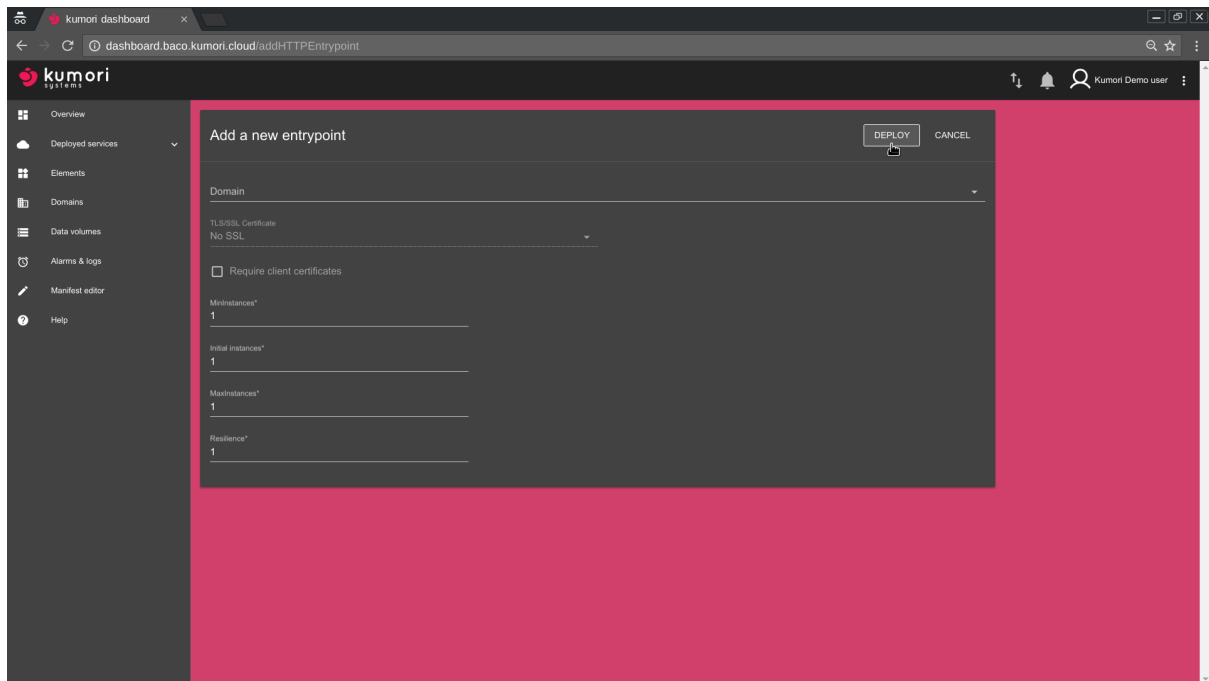 kumori dashboard
dashboard.baco.kumori.cloud/addHTTPEntrypoint
kumori
systems
Kumori Demo user
Overview
Deployed services
Elements
Domains
Data volumes
Alarms & logs
Manifest editor
Help
Add a new entrypoint
DEPLOY
CANCEL
Domain
TLS/SSL Certificate
No SSL
Require client certificates
MinInstances*
1
Initial instances*
1
MaxInstances*
1
Resilience*
1